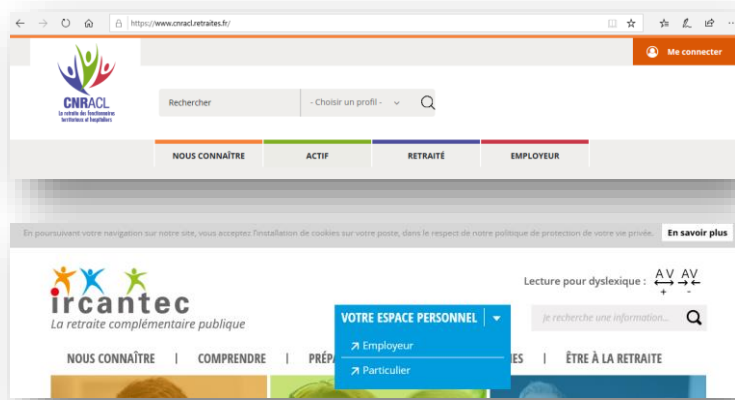 https://www.cnracl.retraites.fr/
Me connecter
CNRACL
La retraite des fonctionnaires
territoriaux et hospitaliers
Rechercher
- Choisir un profil -
NOUS CONNAÎTRE
ACTIF
RETRAITÉ
EMPLOYEUR
En poursuivant votre navigation sur notre site, vous acceptez l'installation de cookies sur votre poste, dans le respect de notre politique de protection de votre vie privée. En savoir plus
Lecture pour dyslexique : AV AV
+ -
ircantec
La retraite complémentaire publique
VOTRE ESPACE PERSONNEL
Je recherche une information...
Employeur
Particulier
NOUS CONNAÎTRE | COMPRENDRE | PRÉPA ES | ÊTRE À LA RETRAITE